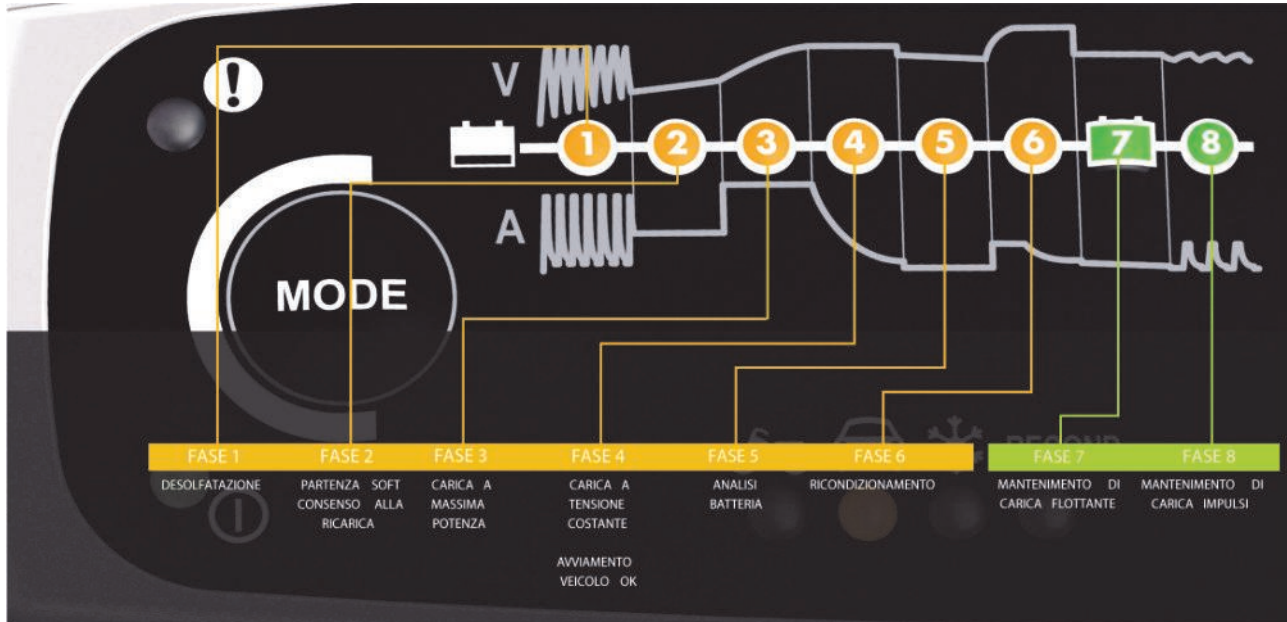 !
V
1 2 3 4 5 6 7 8
A
MODE
RECOND
FASE 1 FASE 2 FASE 3 FASE 4 FASE 5 FASE 6 FASE 7 FASE 8
DESOLFATAZIONE
PARTENZA SOFT
CONSENSO ALLA
RICARICA
CARICA A
MASSIMA
POTENZA
CARICA A
TENSIONE
COSTANTE
AVVIAMENTO
VEICOLO OK
ANALISI
BATTERIA
RICONDIZIONAMENTO
MANTENIMENTO DI
CARICA FLOTTANTE
MANTENIMENTO DI
CARICA IMPULSI